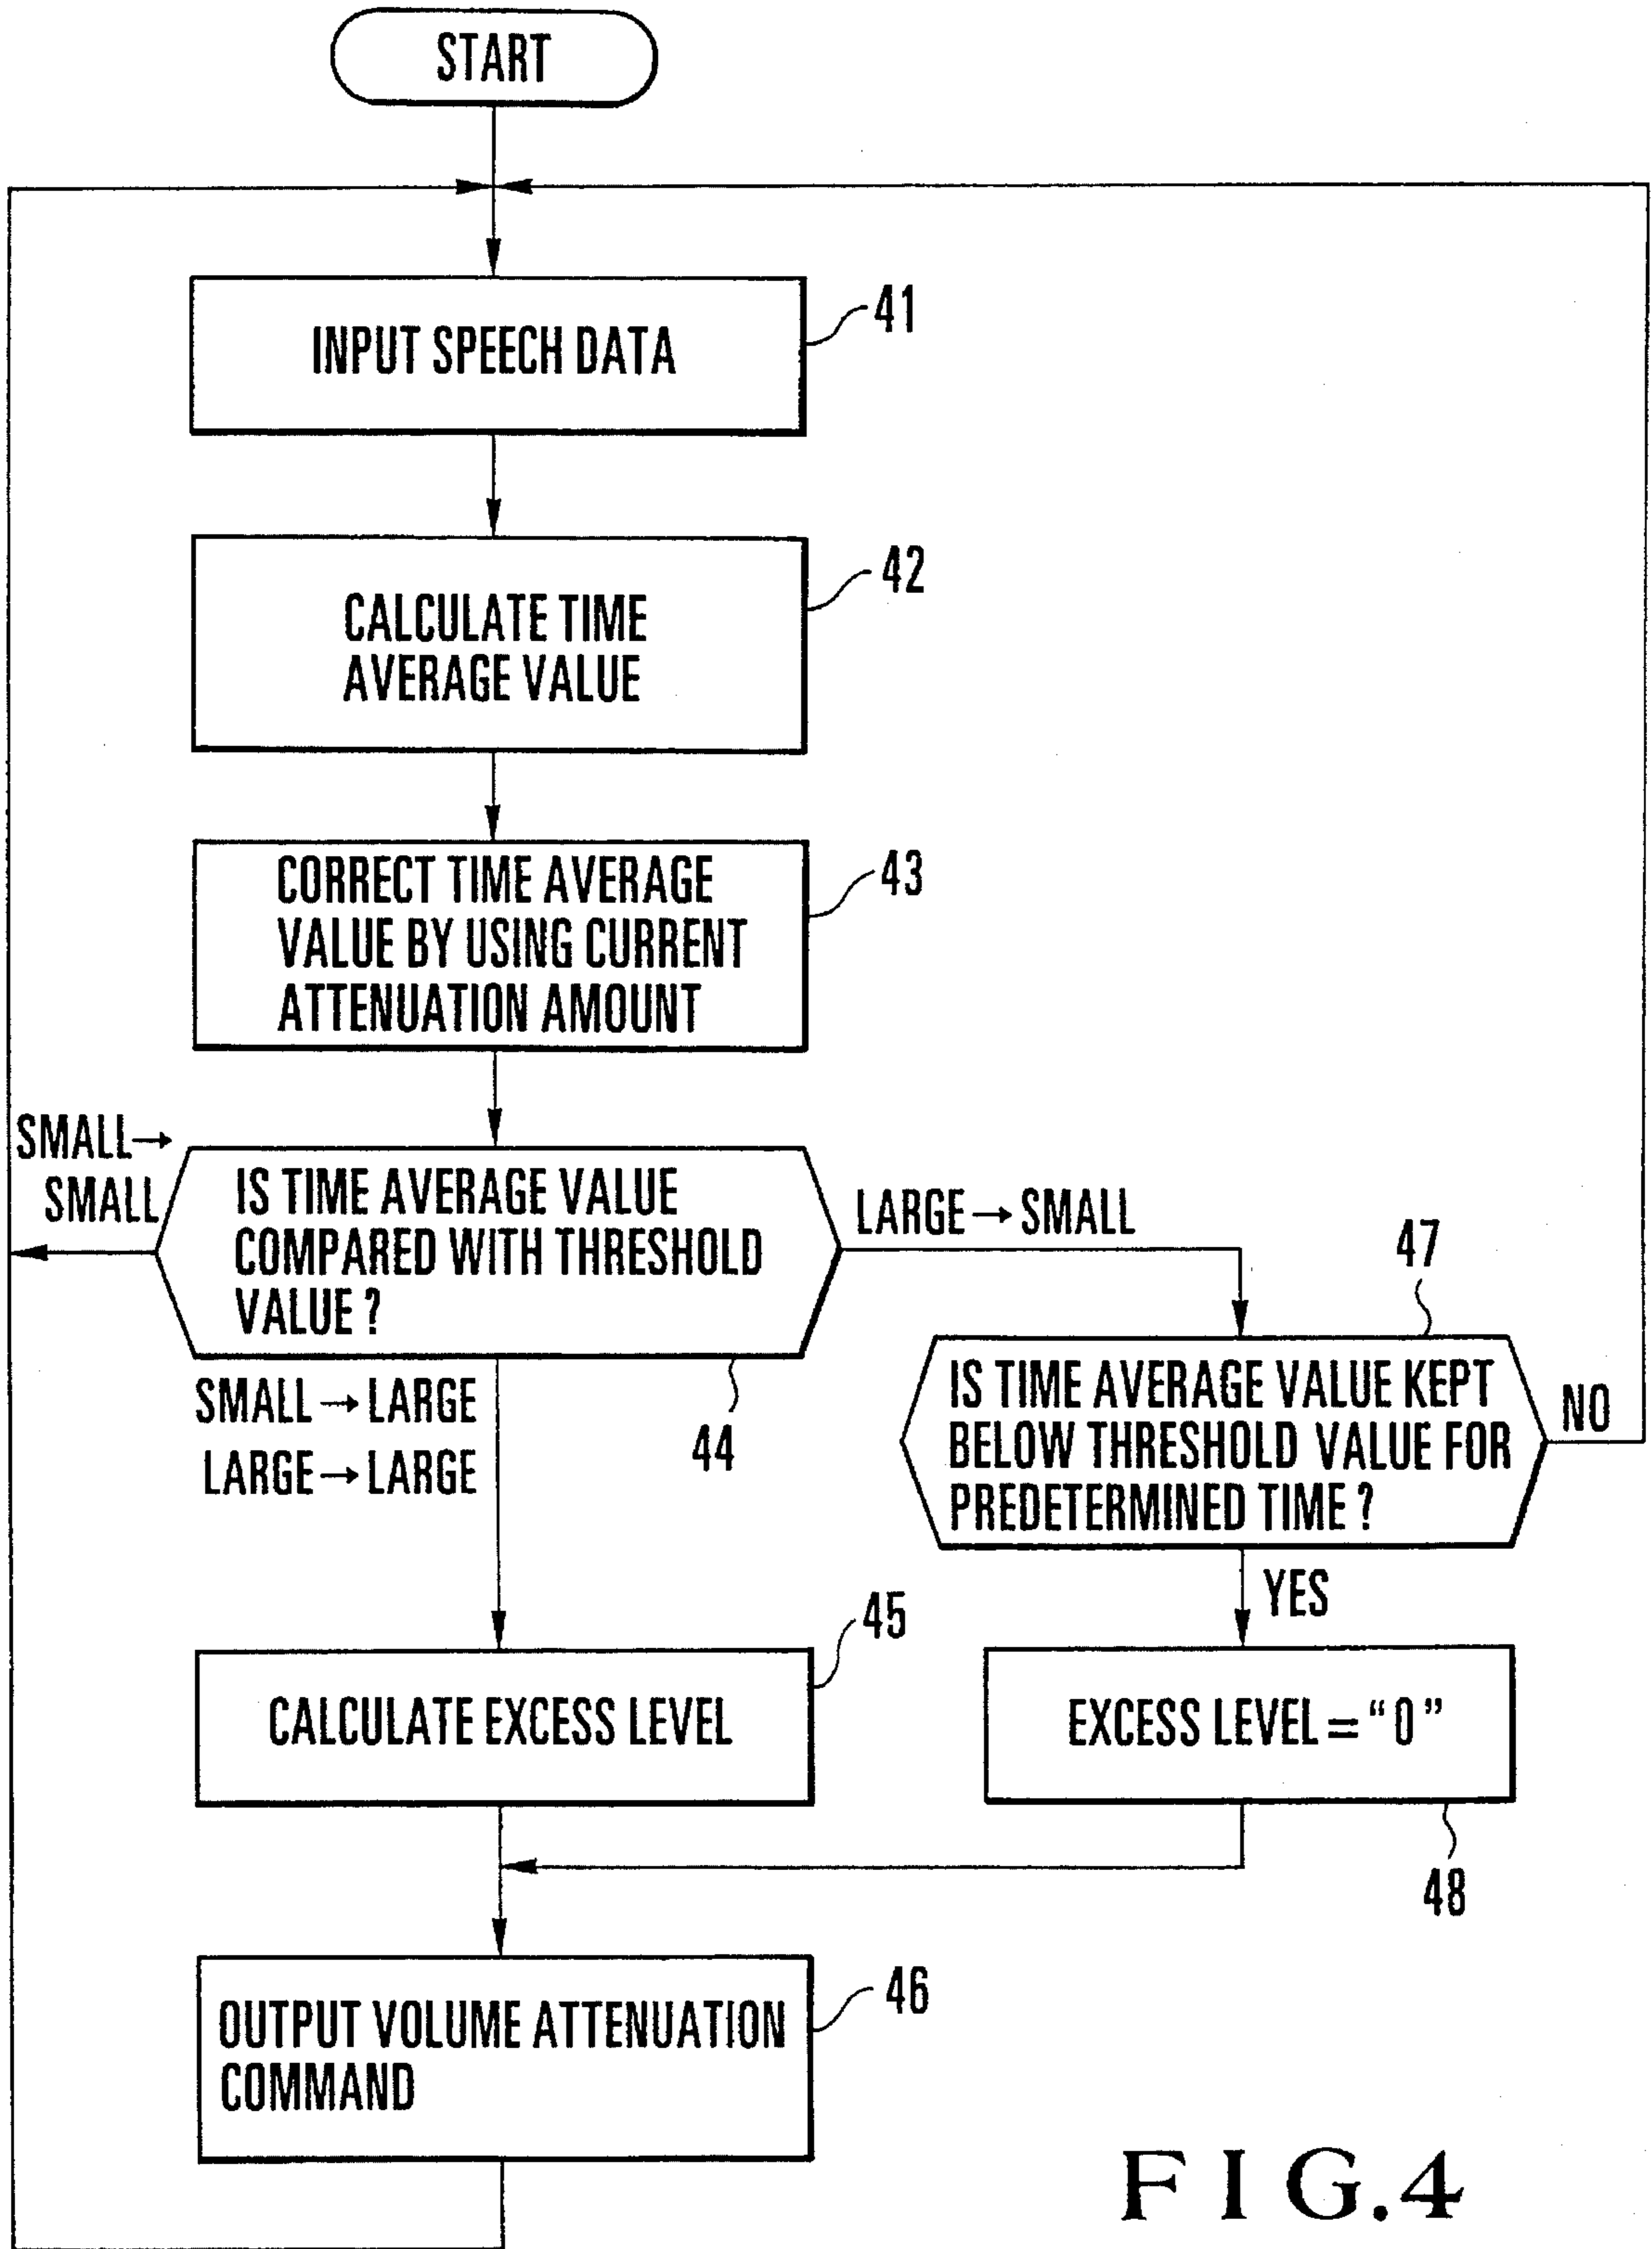 START
INPUT SPEECH DATA
41
CALCULATE TIME
AVERAGE VALUE
42
CORRECT TIME AVERAGE
VALUE BY USING CURRENT
ATTENUATION AMOUNT
43
SMALL→
SMALL
IS TIME AVERAGE VALUE
COMPARED WITH THRESHOLD
VALUE ?
44
LARGE → SMALL
SMALL → LARGE
LARGE → LARGE
47
IS TIME AVERAGE VALUE KEPT
BELOW THRESHOLD VALUE FOR
PREDETERMINED TIME ?
NO
YES
CALCULATE EXCESS LEVEL
45
EXCESS LEVEL = “0”
48
OUTPUT VOLUME ATTENUATION
COMMAND
46
FIG.4